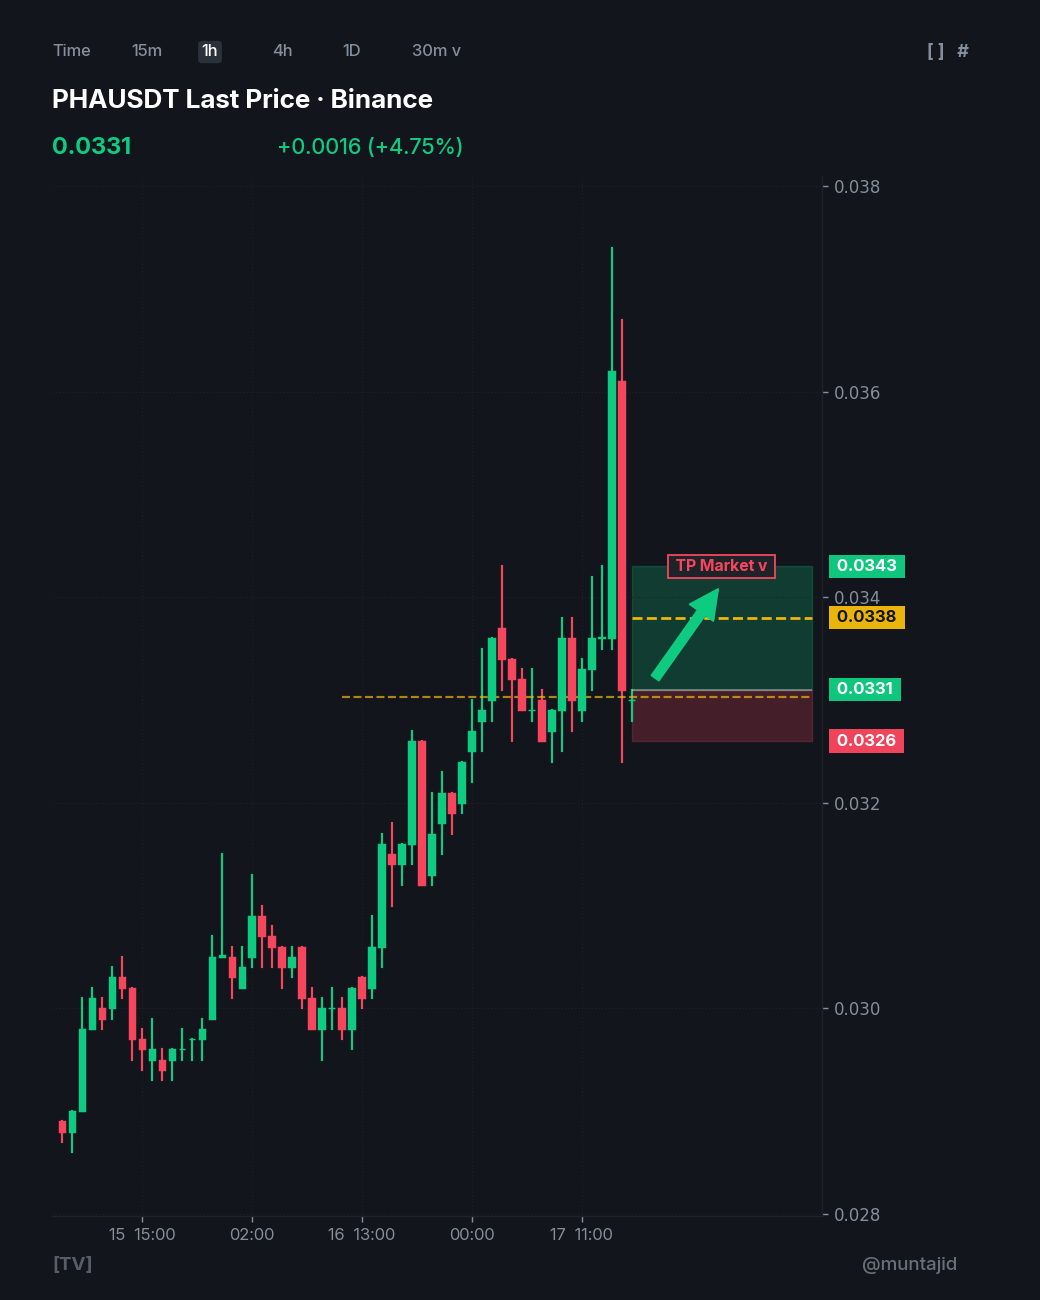 Time 15m 1h 4h 1D 30m v [ ] #
PHAUSDT Last Price · Binance
0.0331 +0.0016 (+4.75%)
0.038
0.036
TP Market v
0.0343
0.034
0.0338
0.0331
0.0326
0.032
0.030
0.028
15 15:00 02:00 16 13:00 00:00 17 11:00
[TV] @muntajid